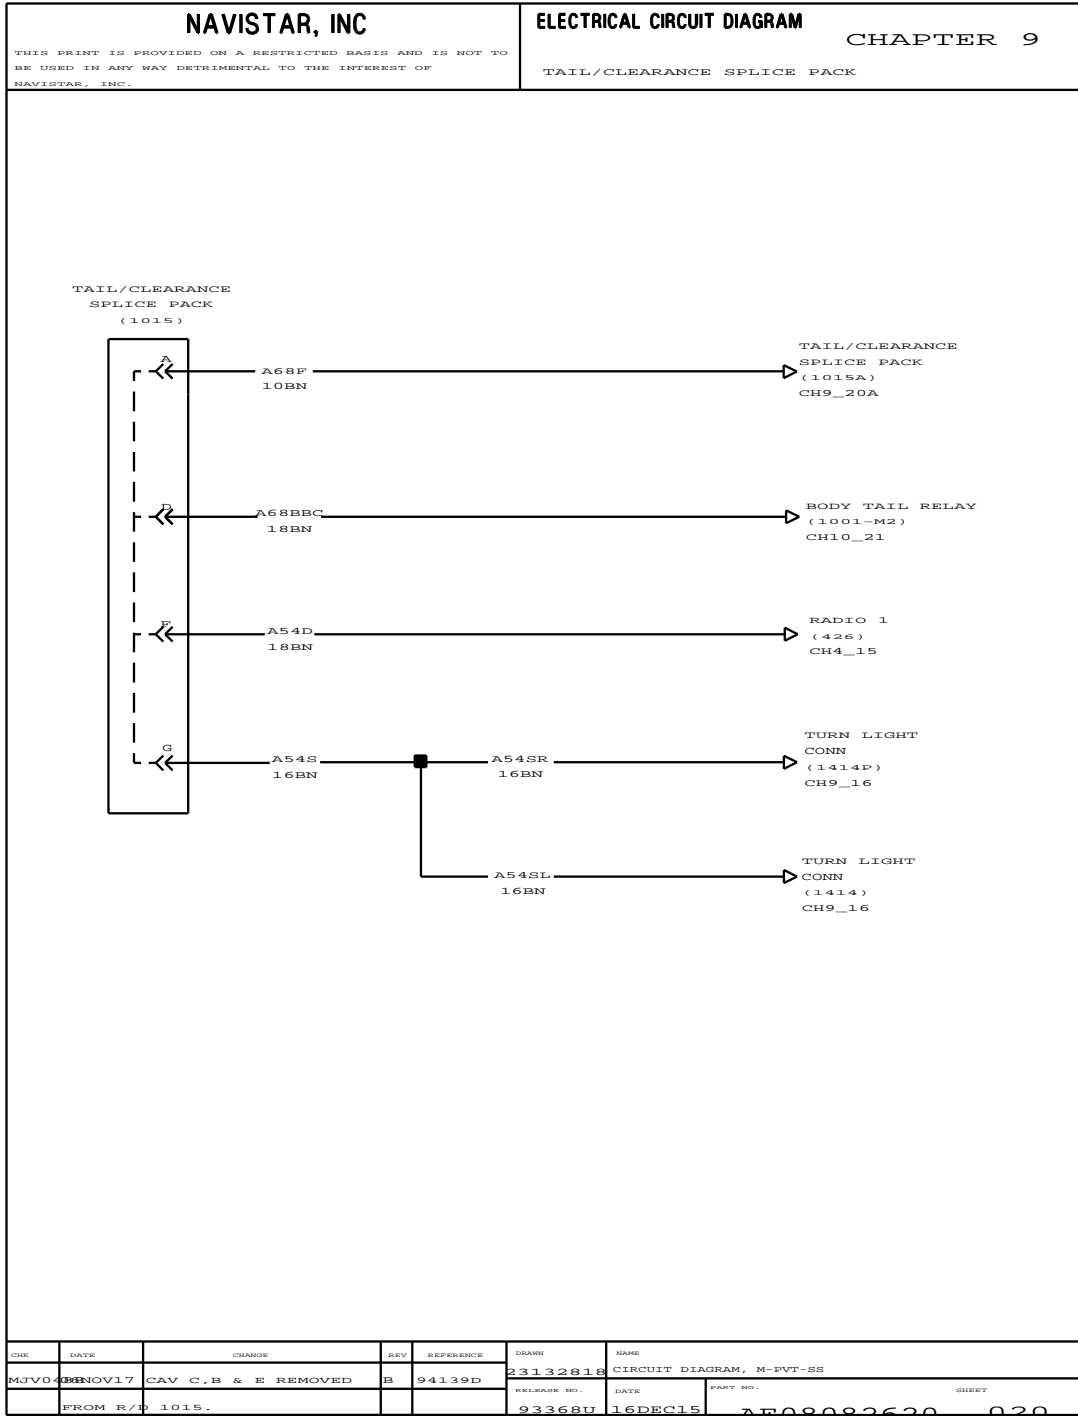 NAVISTAR, INC
THIS PRINT IS PROVIDED ON A RESTRICTED BASIS AND IS NOT TO
BE USED IN ANY WAY DETRIMENTAL TO THE INTEREST OF
NAVISTAR, INC.
ELECTRICAL CIRCUIT DIAGRAM
CHAPTER 9
TAIL/CLEARANCE SPLICE PACK
TAIL/CLEARANCE
SPLICE PACK
(1015)
A
A68F
10BN
TAIL/CLEARANCE
SPLICE PACK
(1015A)
CH9_20A
D
A68BBC
18BN
BODY TAIL RELAY
(1001-M2)
CH10_21
F
A54D
18BN
RADIO 1
(426)
CH4_15
G
A54S
16BN
A54SR
16BN
TURN LIGHT
CONN
(1414P)
CH9_16
A54SL
16BN
TURN LIGHT
CONN
(1414)
CH9_16
CHK DATE CHANGE REV REFERENCE
CAV C,B & E REMOVED B 94139D
FROM R/D 1015.
DRAWN
23132818
NAME
CIRCUIT DIAGRAM, M-PVT-SS
RELEASE NO.
93368U
DATE
16DEC15
PART NO.
SHEET